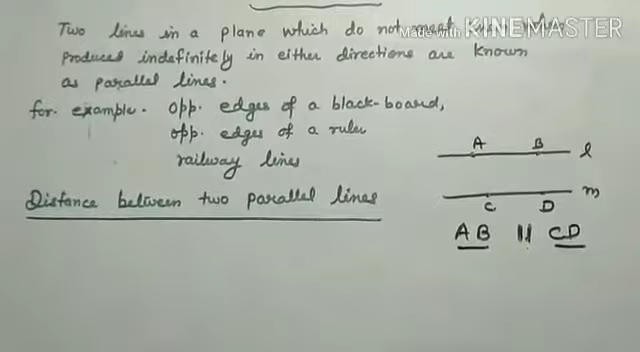 Two lines in a plane which do not meet
Made with KINEMASTER
produced indefinitely in either directions are known
as parallel lines.
for. example. opp. edges of a black-board,
opp. edges of a ruler
railway lines
A B l
Distance between two parallel lines
m
C D
AB || CD